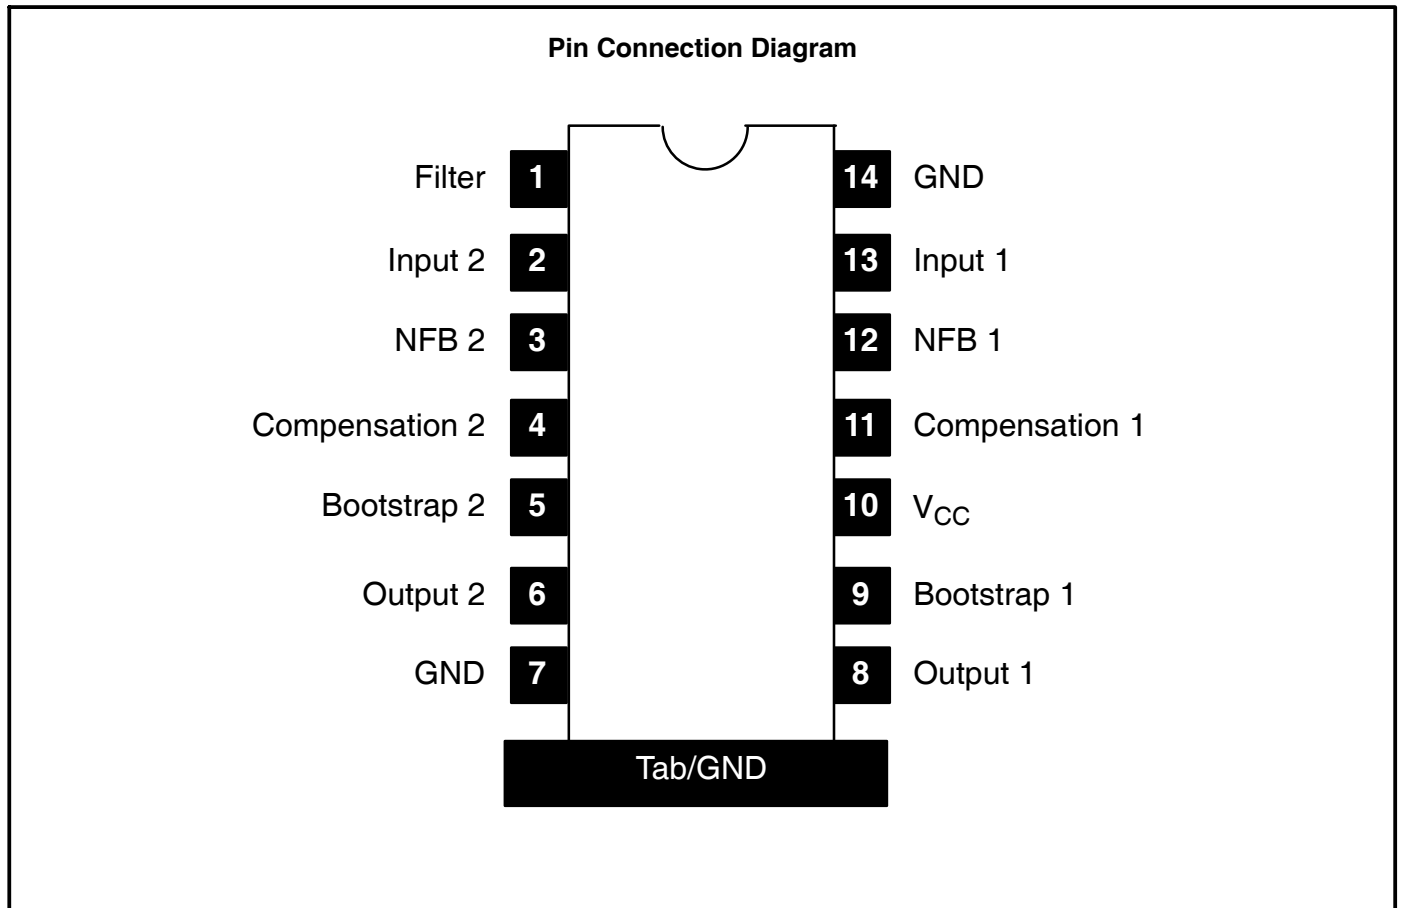 Pin Connection Diagram
Filter 1 14 GND
Input 2 2 13 Input 1
NFB 2 3 12 NFB 1
Compensation 2 4 11 Compensation 1
Bootstrap 2 5 10 VCC
Output 2 6 9 Bootstrap 1
GND 7 8 Output 1
Tab/GND